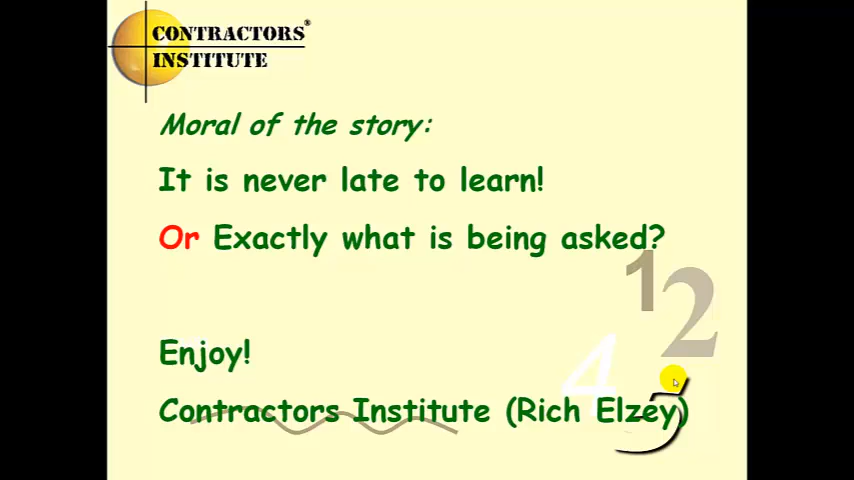 CONTRACTORS®
INSTITUTE
Moral of the story:
It is never late to learn!
Or Exactly what is being asked?
1 2
Enjoy!
4
Contractors Institute (Rich Elzey)
5